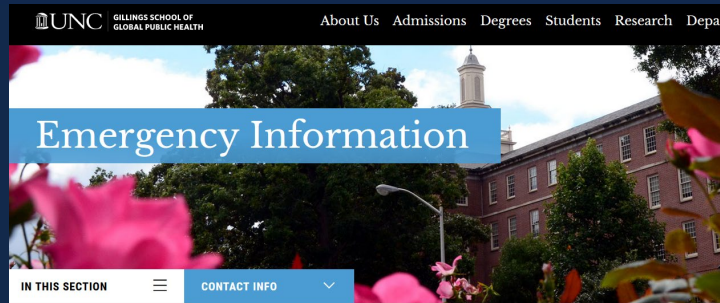 UNC
GILLINGS SCHOOL OF
GLOBAL PUBLIC HEALTH
About Us Admissions Degrees Students Research Depa
Emergency Information
IN THIS SECTION
CONTACT INFO